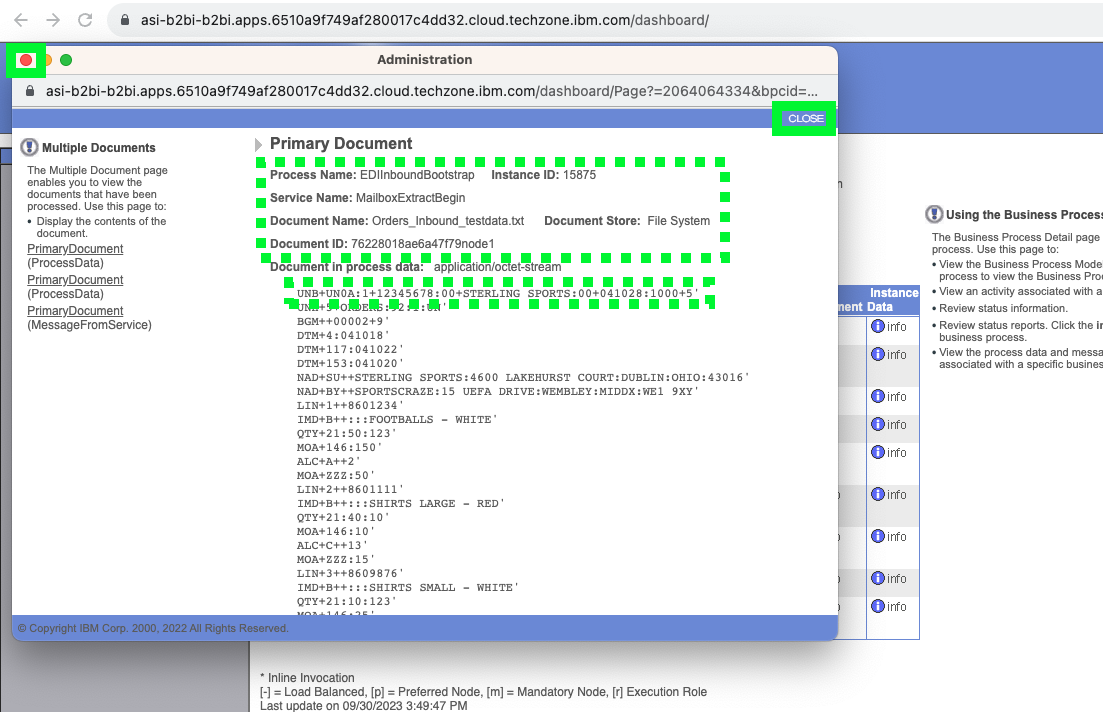 asi-b2bi-b2bi.apps.6510a9f749af280017c4dd32.cloud.techzone.ibm.com/dashboard/
Administration
asi-b2bi-b2bi.apps.6510a9f749af280017c4dd32.cloud.techzone.ibm.com/dashboard/Page?=2064064334&bpcid=...
CLOSE
Multiple Documents
The Multiple Document page
enables you to view the
documents that have been
processed. Use this page to:
• Display the contents of the
document.
PrimaryDocument
(ProcessData)
PrimaryDocument
(ProcessData)
PrimaryDocument
(MessageFromService)
Primary Document
Process Name: EDIInboundBootstrap Instance ID: 15875
Service Name: MailboxExtractBegin
Document Name: Orders_Inbound_testdata.txt Document Store: File System
Document ID: 76228018ae6a47f79node1
Document in process data: application/octet-stream
UNB+UNOA:1+12345678:00+STERLING SPORTS:00+041028:1000+5'
BGM++00002+9'
DTM+4:041018'
DTM+117:041022'
DTM+153:041020'
NAD+SU++STERLING SPORTS:4600 LAKEHURST COURT:DUBLIN:OHIO:43016'
NAD+BY++SPORTSCRAZE:15 UEFA DRIVE:WEMBLEY:MIDDX:WE1 9XY'
LIN+1++8601234'
IMD+B++:::FOOTBALLS - WHITE'
QTY+21:50:123'
MOA+146:150'
ALC+A++2'
MOA+ZZZ:50'
LIN+2++8601111'
IMD+B++:::SHIRTS LARGE - RED'
QTY+21:40:10'
MOA+146:10'
ALC+C++13'
MOA+ZZZ:15'
LIN+3++8609876'
IMD+B++:::SHIRTS SMALL - WHITE'
QTY+21:10:123'
© Copyright IBM Corp. 2000, 2022 All Rights Reserved.
Using the Business Process
The Business Process Detail page
process. Use this page to:
• View the Business Process Model
process to view the Business Pro
• View an activity associated with a
• Review status information.
• Review status reports. Click the in
business process.
• View the process data and messa
associated with a specific busines
Instance
ment Data
info
info
info
info
info
info
info
info
info
* Inline Invocation
[-] = Load Balanced, [p] = Preferred Node, [m] = Mandatory Node, [r] Execution Role
Last update on 09/30/2023 3:49:47 PM